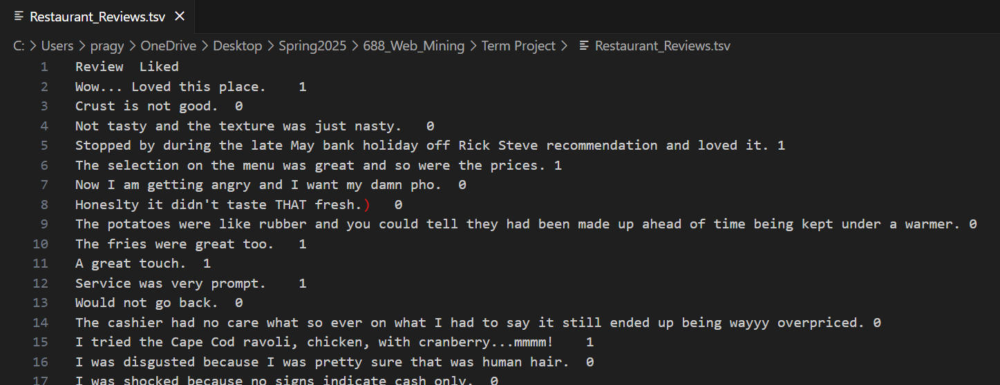 Restaurant_Reviews.tsv ×
C: > Users > pragy > OneDrive > Desktop > Spring2025 > 688_Web_Mining > Term Project > Restaurant_Reviews.tsv
1 Review Liked
2 Wow... Loved this place. 1
3 Crust is not good. 0
4 Not tasty and the texture was just nasty. 0
5 Stopped by during the late May bank holiday off Rick Steve recommendation and loved it. 1
6 The selection on the menu was great and so were the prices. 1
7 Now I am getting angry and I want my damn pho. 0
8 Honeslty it didn't taste THAT fresh.) 0
9 The potatoes were like rubber and you could tell they had been made up ahead of time being kept under a warmer. 0
10 The fries were great too. 1
11 A great touch. 1
12 Service was very prompt. 1
13 Would not go back. 0
14 The cashier had no care what so ever on what I had to say it still ended up being wayyy overpriced. 0
15 I tried the Cape Cod ravoli, chicken, with cranberry...mmmm! 1
16 I was disgusted because I was pretty sure that was human hair. 0
17 I was shocked because no signs indicate cash only. 0